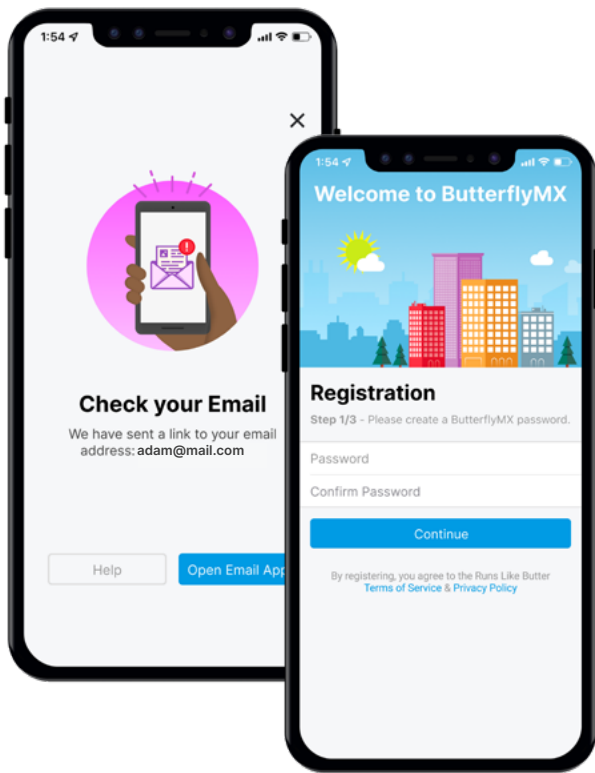 1:54
Check your Email
We have sent a link to your email
address: adam@mail.com
Help
Open Email App
1:54
Welcome to ButterflyMX
Registration
Step 1/3 - Please create a ButterflyMX password.
Password
Confirm Password
Continue
By registering, you agree to the Runs Like Butter
Terms of Service & Privacy Policy